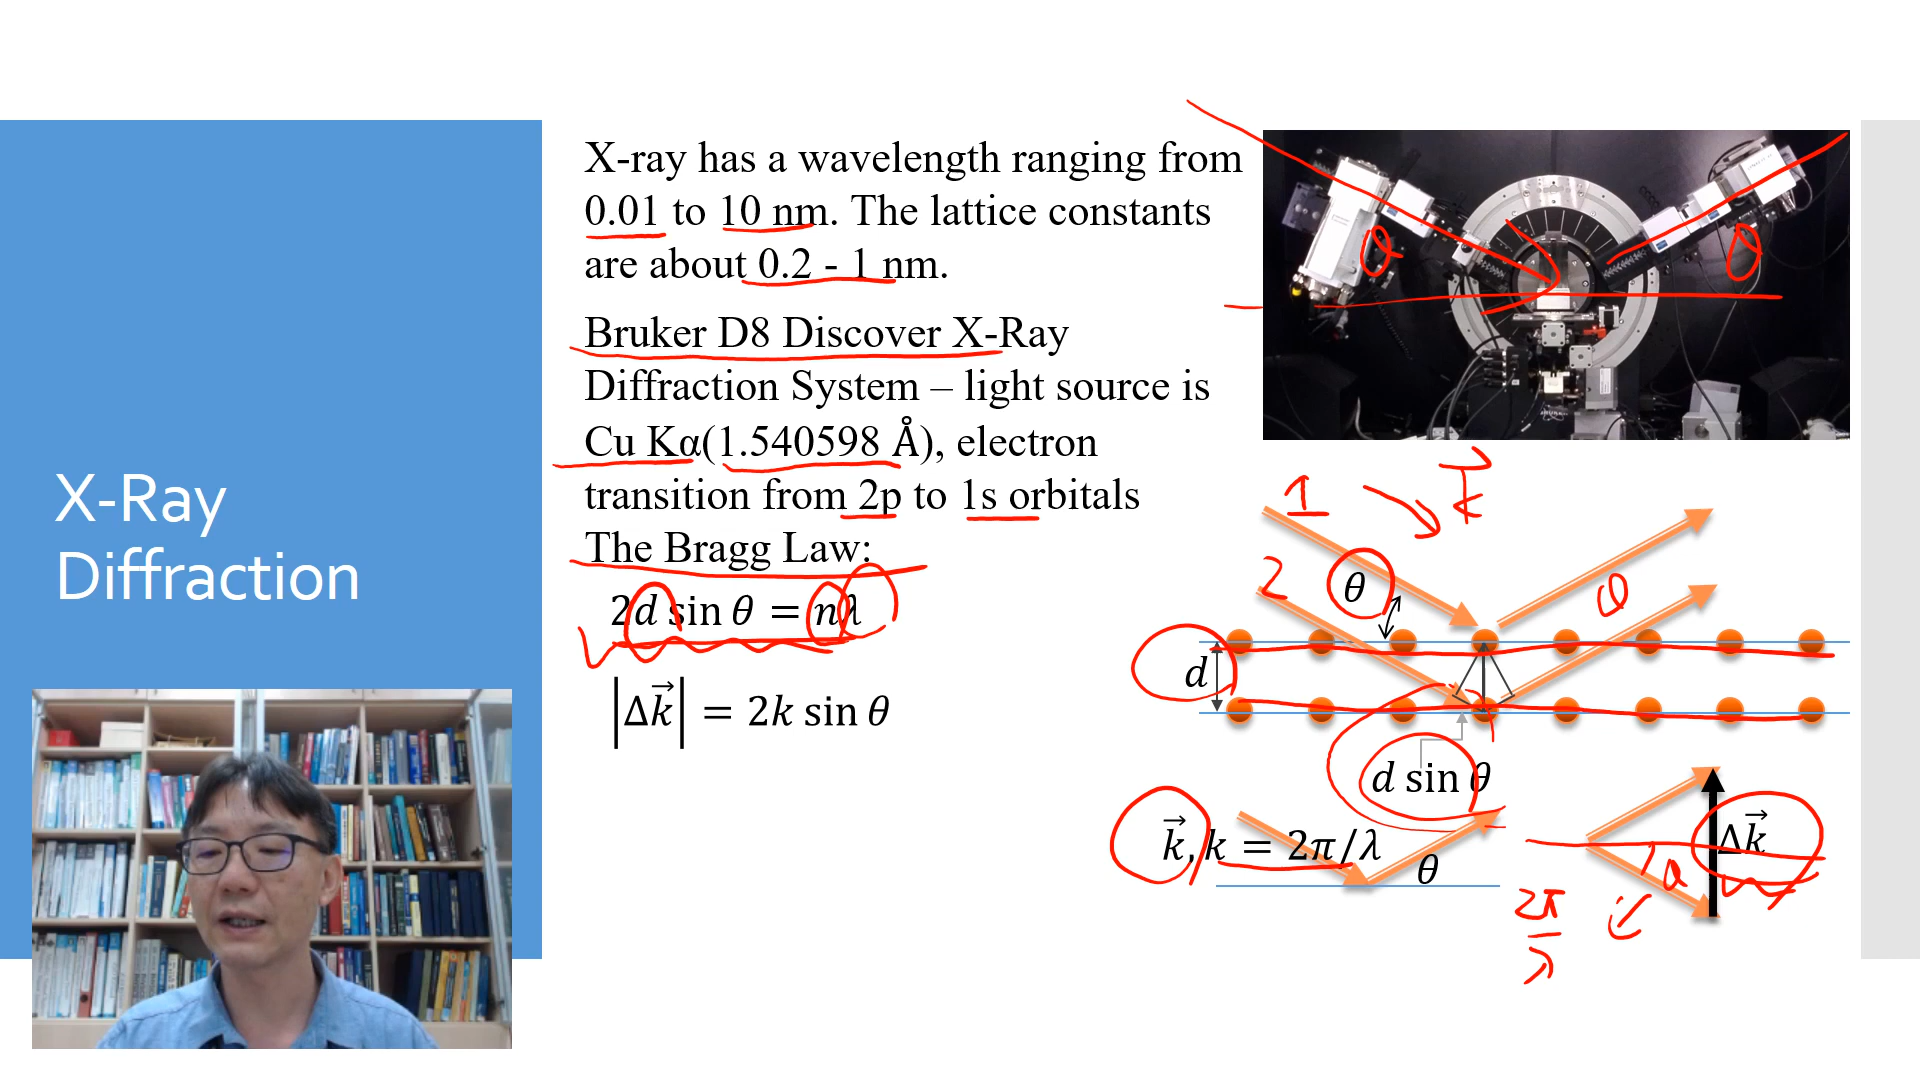 X-Ray
Diffraction
X-ray has a wavelength ranging from
0.01 to 10 nm. The lattice constants
are about 0.2 - 1 nm.
Bruker D8 Discover X-Ray
Diffraction System – light source is
Cu Kα(1.540598 Å), electron
transition from 2p to 1s orbitals
The Bragg Law:
2d sin θ = nλ
|Δk⃗| = 2k sin θ
θ
θ
1
k⃗
2
θ
θ
d
d sin θ
k⃗, k = 2π/λ
θ
Δk⃗
2π
λ